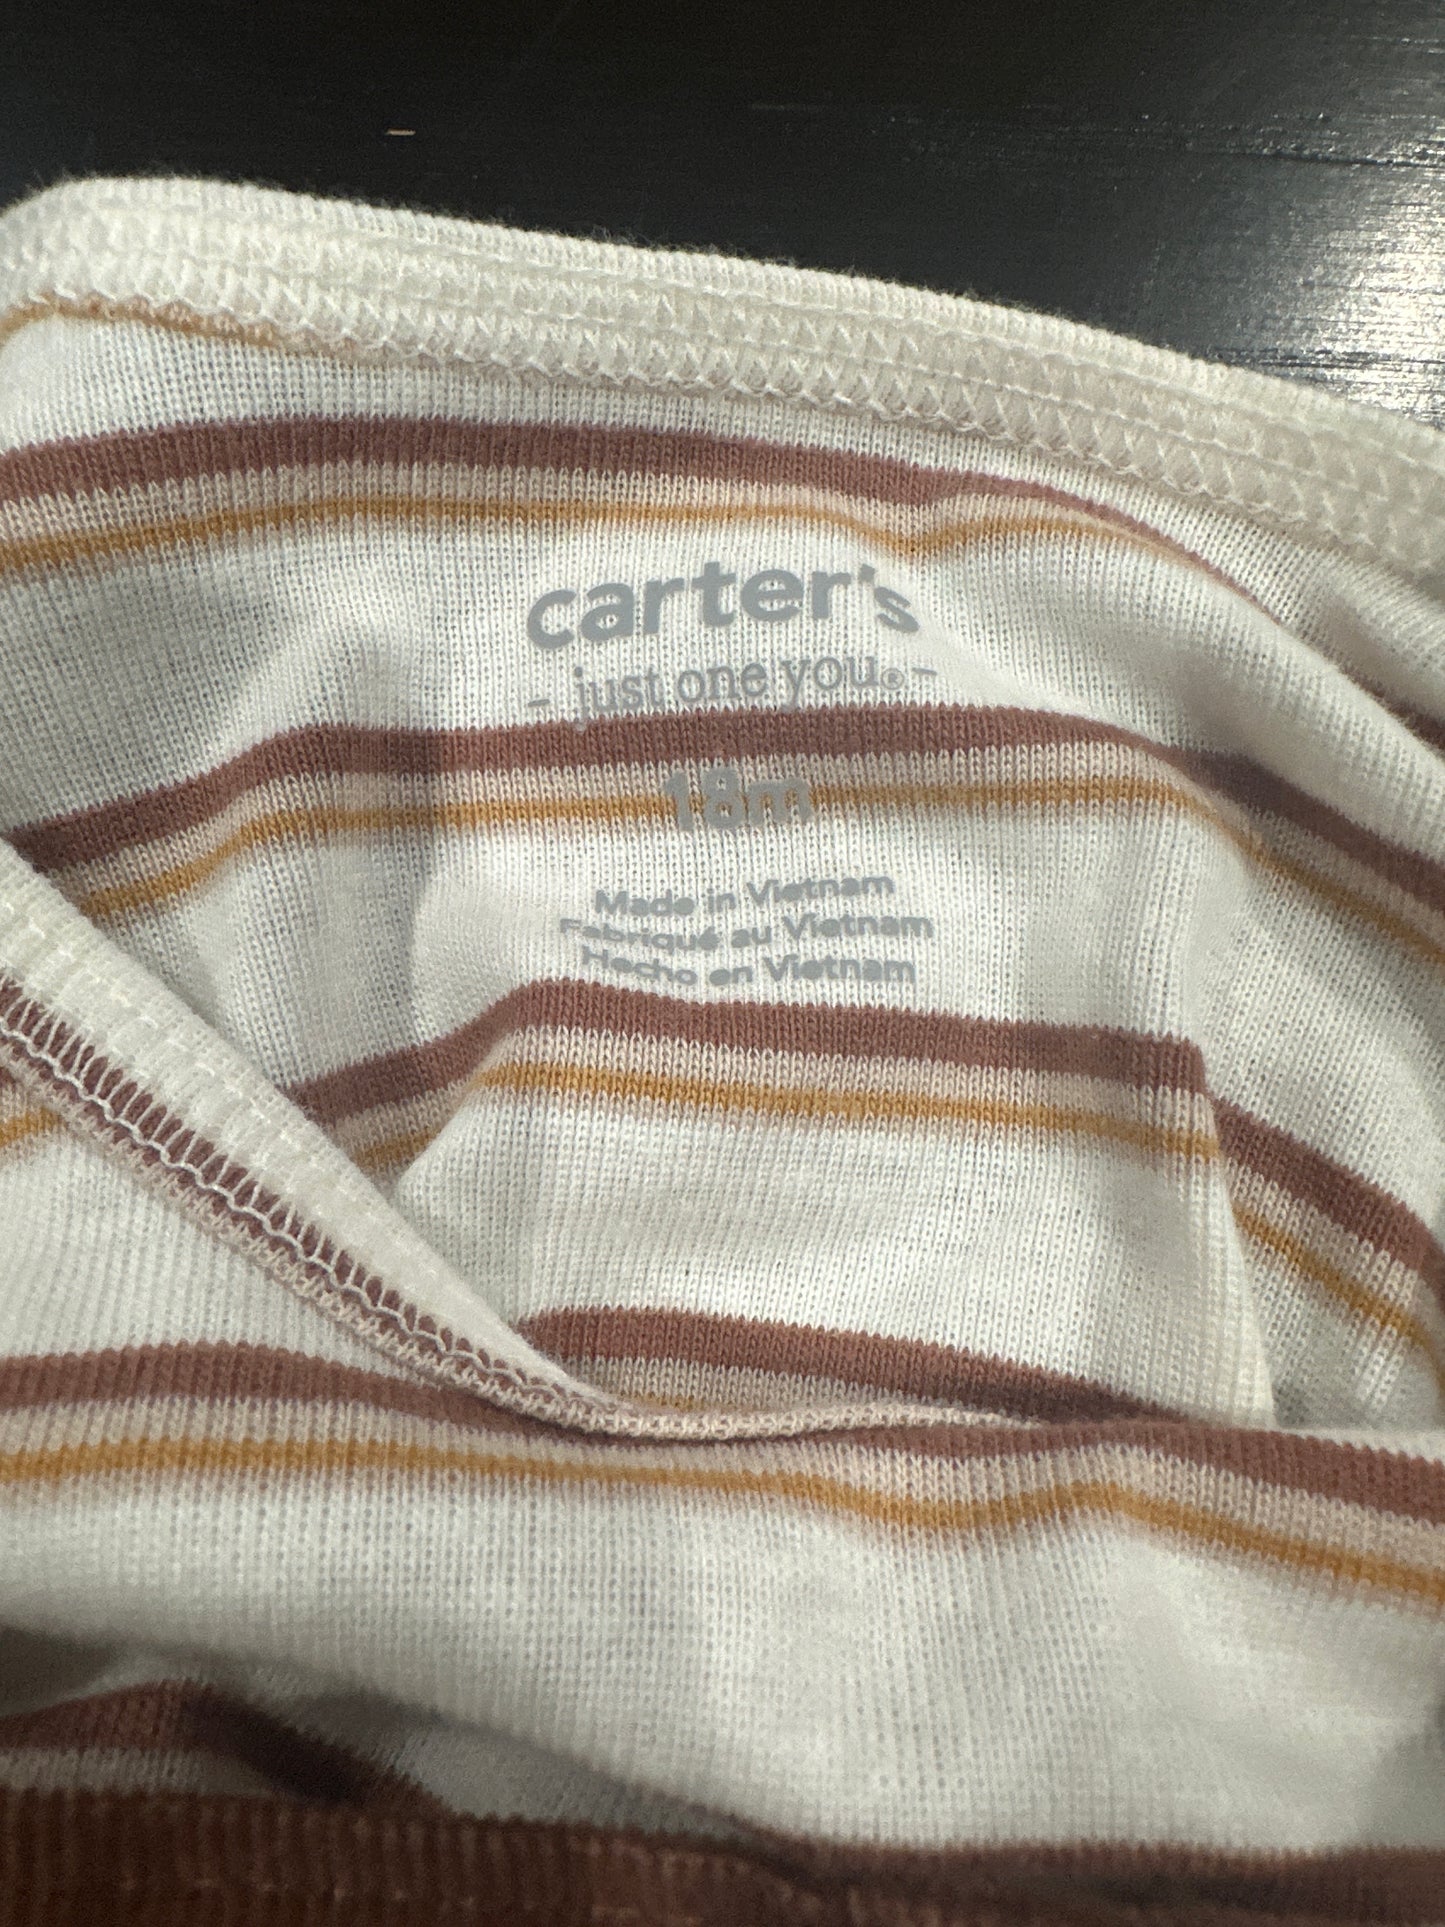 carter's
- just one you® -
18m
Made in Vietnam
Fabriqué au Vietnam
Hecho en Vietnam